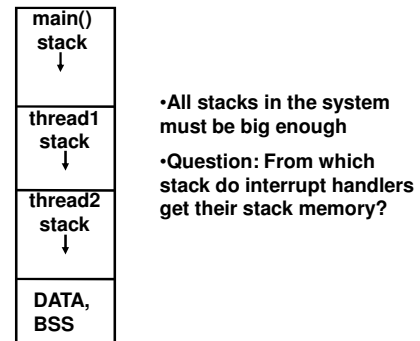 main()
stack
thread1
stack
thread2
stack
DATA,
BSS
•All stacks in the system
must be big enough
•Question: From which
stack do interrupt handlers
get their stack memory?